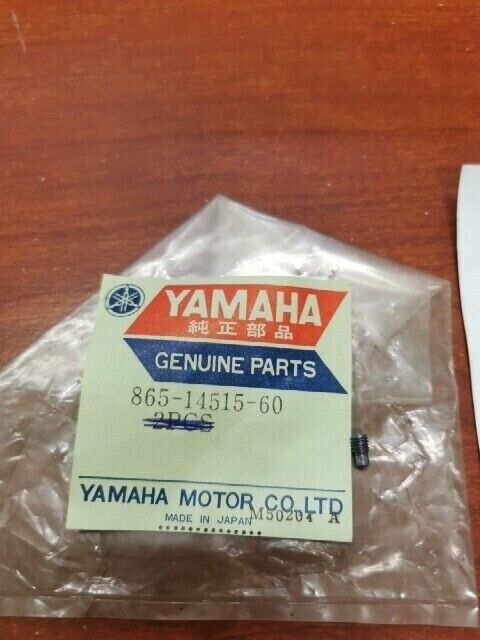 YAMAHA
純正部品
GENUINE PARTS
865-14515-60
2PCS
YAMAHA MOTOR CO.LTD
M50204 A
MADE IN JAPAN